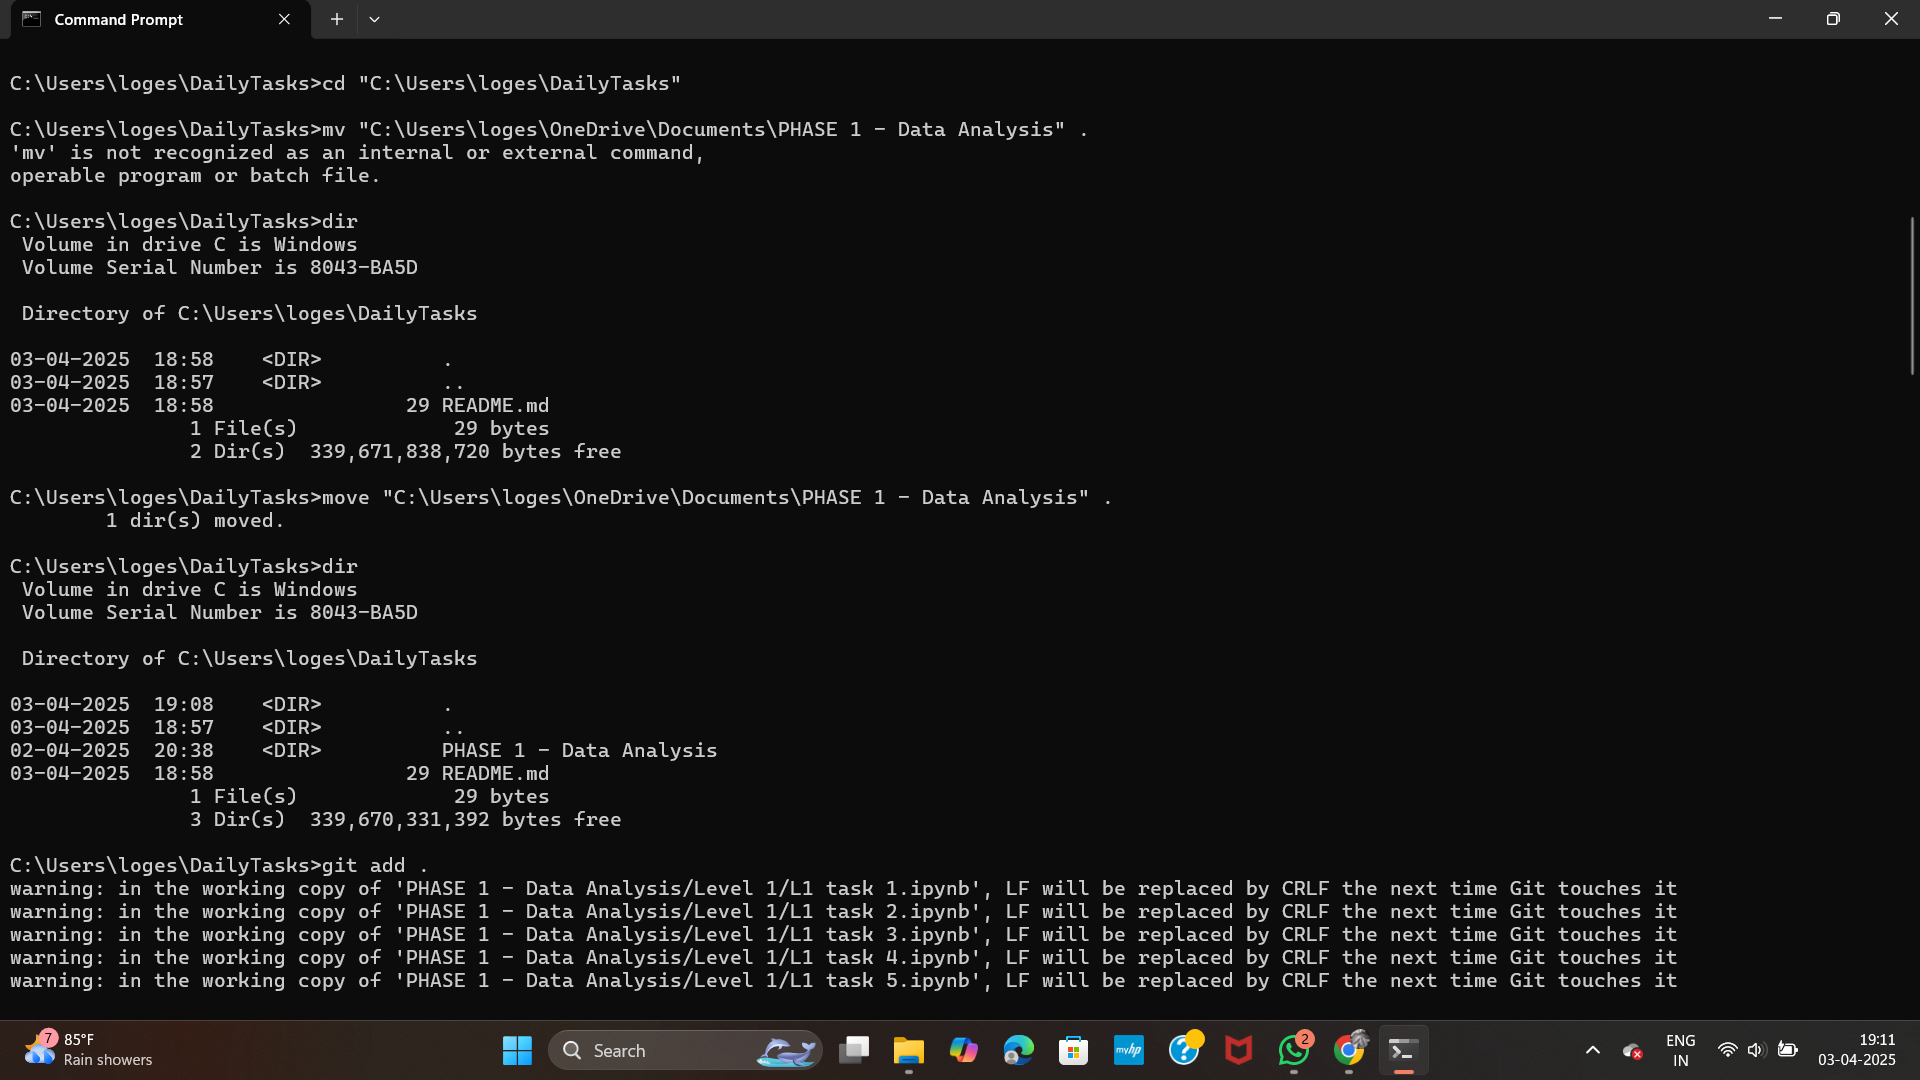 Command Prompt
C:\Users\loges\DailyTasks>cd "C:\Users\loges\DailyTasks"
C:\Users\loges\DailyTasks>mv "C:\Users\loges\OneDrive\Documents\PHASE 1 - Data Analysis" .
'mv' is not recognized as an internal or external command,
operable program or batch file.
C:\Users\loges\DailyTasks>dir
Volume in drive C is Windows
Volume Serial Number is 8043-BA5D
Directory of C:\Users\loges\DailyTasks
03-04-2025  18:58    <DIR>          .
03-04-2025  18:57    <DIR>          ..
03-04-2025  18:58                29 README.md
1 File(s)             29 bytes
2 Dir(s)  339,671,838,720 bytes free
C:\Users\loges\DailyTasks>move "C:\Users\loges\OneDrive\Documents\PHASE 1 - Data Analysis" .
1 dir(s) moved.
C:\Users\loges\DailyTasks>dir
Volume in drive C is Windows
Volume Serial Number is 8043-BA5D
Directory of C:\Users\loges\DailyTasks
03-04-2025  19:08    <DIR>          .
03-04-2025  18:57    <DIR>          ..
02-04-2025  20:38    <DIR>          PHASE 1 - Data Analysis
03-04-2025  18:58                29 README.md
1 File(s)             29 bytes
3 Dir(s)  339,670,331,392 bytes free
C:\Users\loges\DailyTasks>git add .
warning: in the working copy of 'PHASE 1 - Data Analysis/Level 1/L1 task 1.ipynb', LF will be replaced by CRLF the next time Git touches it
warning: in the working copy of 'PHASE 1 - Data Analysis/Level 1/L1 task 2.ipynb', LF will be replaced by CRLF the next time Git touches it
warning: in the working copy of 'PHASE 1 - Data Analysis/Level 1/L1 task 3.ipynb', LF will be replaced by CRLF the next time Git touches it
warning: in the working copy of 'PHASE 1 - Data Analysis/Level 1/L1 task 4.ipynb', LF will be replaced by CRLF the next time Git touches it
warning: in the working copy of 'PHASE 1 - Data Analysis/Level 1/L1 task 5.ipynb', LF will be replaced by CRLF the next time Git touches it
7
85°F
Rain showers
Search
myhp
2
ENG
IN
19:11
03-04-2025